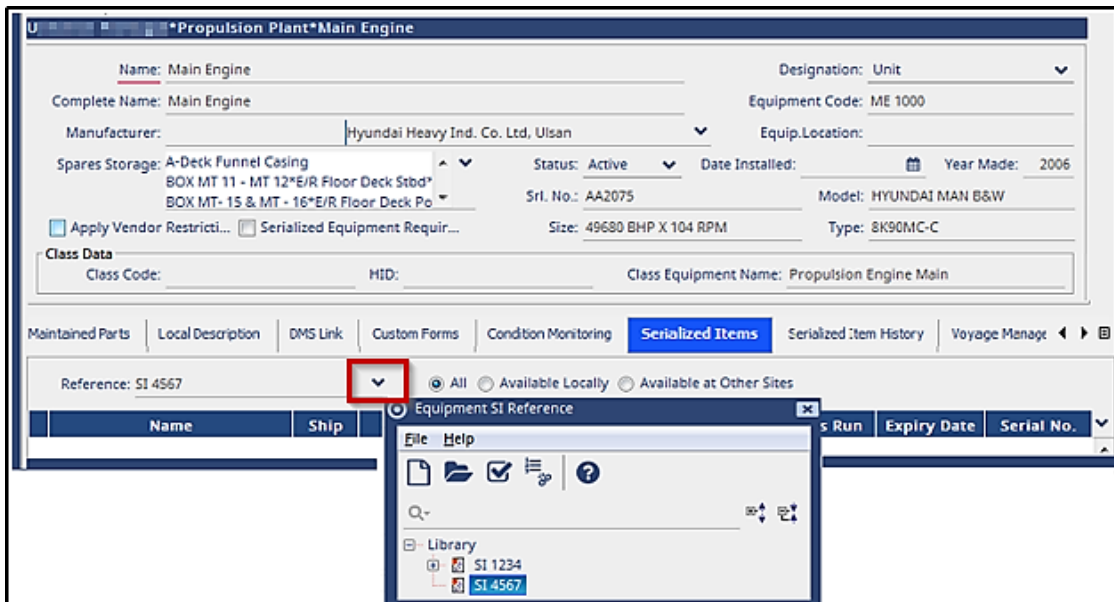 *Propulsion Plant*Main Engine
Name: Main Engine Designation: Unit
Complete Name: Main Engine Equipment Code: ME 1000
Manufacturer: Hyundai Heavy Ind. Co. Ltd, Ulsan Equip.Location:
Spares Storage: A-Deck Funnel Casing Status: Active Date Installed: Year Made: 2006
BOX MT 11 - MT 12*E/R Floor Deck Stbd*
BOX MT- 15 & MT - 16*E/R Floor Deck Po Srl. No.: AA2075 Model: HYUNDAI MAN B&W
Apply Vendor Restricti... Serialized Equipment Requir... Size: 49680 BHP X 104 RPM Type: 8K90MC-C
Class Data
Class Code: HID: Class Equipment Name: Propulsion Engine Main
Maintained Parts Local Description DMS Link Custom Forms Condition Monitoring Serialized Items Serialized Item History Voyage Manage
Reference: SI 4567 All Available Locally Available at Other Sites
Equipment SI Reference
Name Ship s Run Expiry Date Serial No.
File Help
Library
SI 1234
SI 4567